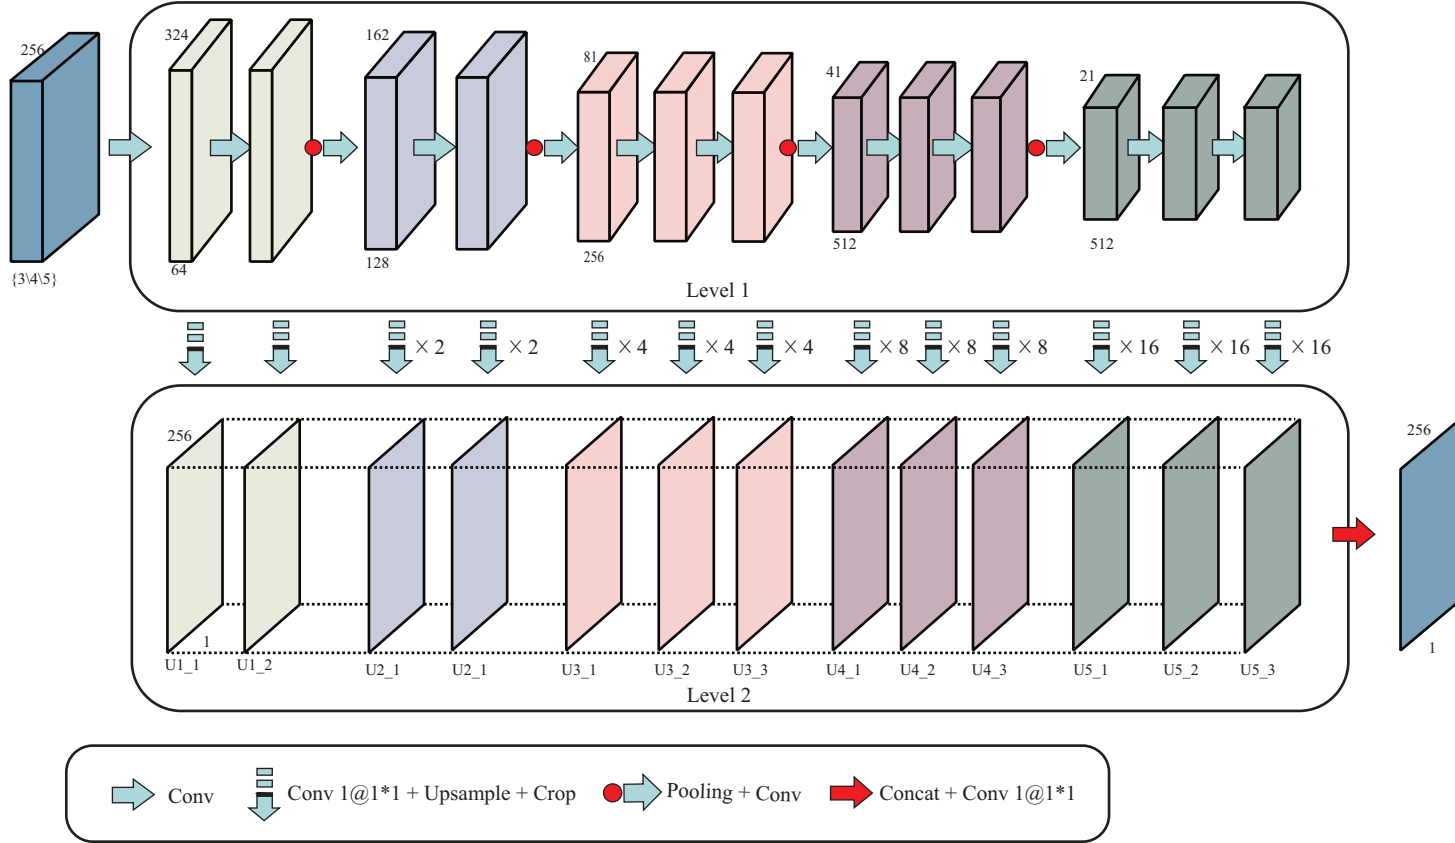 256
324
162
81
41
21
{3\4\5}
64
128
256
512
512
Level 1
× 2
× 2
× 4
× 4
× 4
× 8
× 8
× 8
× 16
× 16
× 16
256
256
1
1
U1_1
U1_2
U2_1
U2_1
U3_1
U3_2
U3_3
U4_1
U4_2
U4_3
U5_1
U5_2
U5_3
Level 2
Conv
Conv 1@1*1 + Upsample + Crop
Pooling + Conv
Concat + Conv 1@1*1